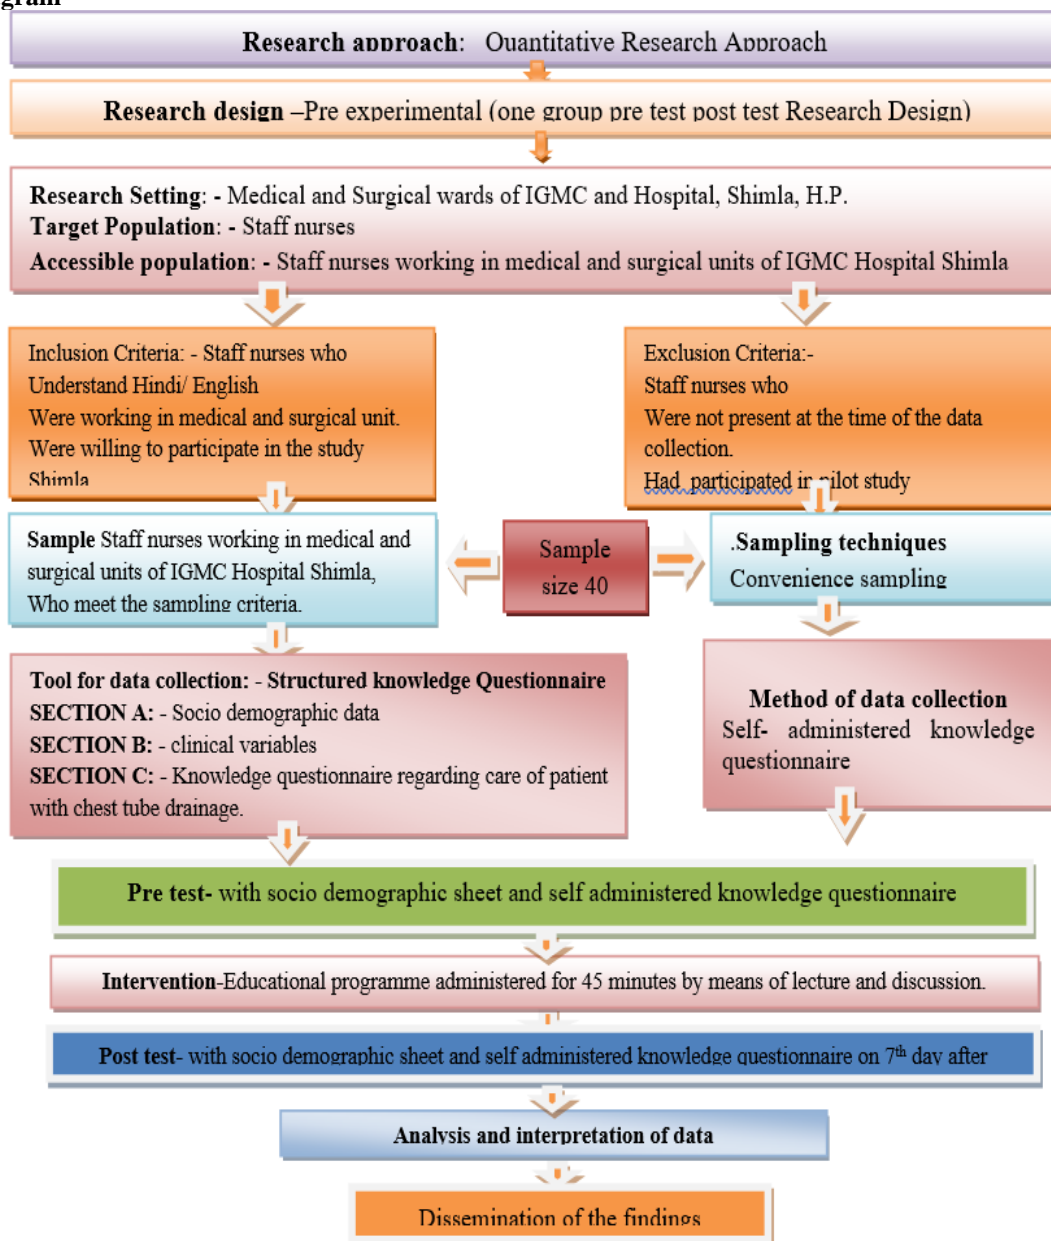 gram
Research approach: Quantitative Research Approach
Research design –Pre experimental (one group pre test post test Research Design)
Research Setting: - Medical and Surgical wards of IGMC and Hospital, Shimla, H.P.
Target Population: - Staff nurses
Accessible population: - Staff nurses working in medical and surgical units of IGMC Hospital Shimla
Inclusion Criteria: - Staff nurses who
Understand Hindi/ English
Were working in medical and surgical unit.
Were willing to participate in the study
Shimla
Exclusion Criteria:-
Staff nurses who
Were not present at the time of the data
collection.
Had participated in pilot study
Sample Staff nurses working in medical and
surgical units of IGMC Hospital Shimla,
Who meet the sampling criteria.
Sample
size 40
.Sampling techniques
Convenience sampling
Tool for data collection: - Structured knowledge Questionnaire
SECTION A: - Socio demographic data
SECTION B: - clinical variables
SECTION C: - Knowledge questionnaire regarding care of patient
with chest tube drainage.
Method of data collection
Self- administered knowledge
questionnaire
Pre test- with socio demographic sheet and self administered knowledge questionnaire
Intervention-Educational programme administered for 45 minutes by means of lecture and discussion.
Post test- with socio demographic sheet and self administered knowledge questionnaire on 7th day after
Analysis and interpretation of data
Dissemination of the findings